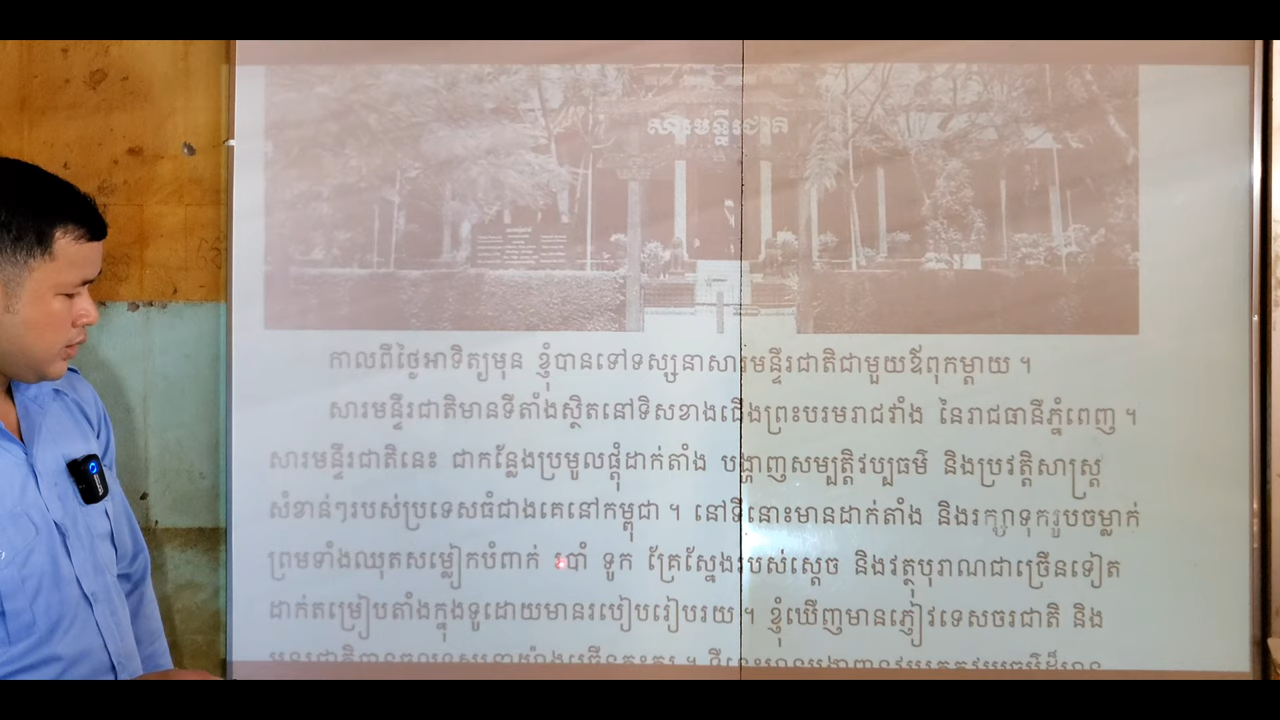 សារមន្ទីរជាតិ
កាលពីថ្ងៃអាទិត្យមុន ខ្ញុំបានទៅទស្សនាសារមន្ទីរជាតិជាមួយឪពុកម្ដាយ ។
សារមន្ទីរជាតិមានទីតាំងស្ថិតនៅទិសខាងជើងព្រះបរមរាជវាំង នៃរាជធានីភ្នំពេញ ។
សារមន្ទីរជាតិនេះ ជាកន្លែងប្រមូលផ្ដុំដាក់តាំង បង្ហាញសម្បត្តិវប្បធម៌ និងប្រវត្តិសាស្ត្រ
សំខាន់ៗរបស់ប្រទេសធំជាងគេនៅកម្ពុជា ។ នៅទីនោះមានដាក់តាំង និងរក្សាទុករូបចម្លាក់
ព្រមទាំងឈុតសម្លៀកបំពាក់ របាំ ទូក គ្រែស្នែងរបស់ស្ដេច និងវត្ថុបុរាណជាច្រើនទៀត
ដាក់តម្រៀបតាំងក្នុងទូដោយមានរបៀបរៀបរយ ។ ខ្ញុំឃើញមានភ្ញៀវទេសចរជាតិ និង